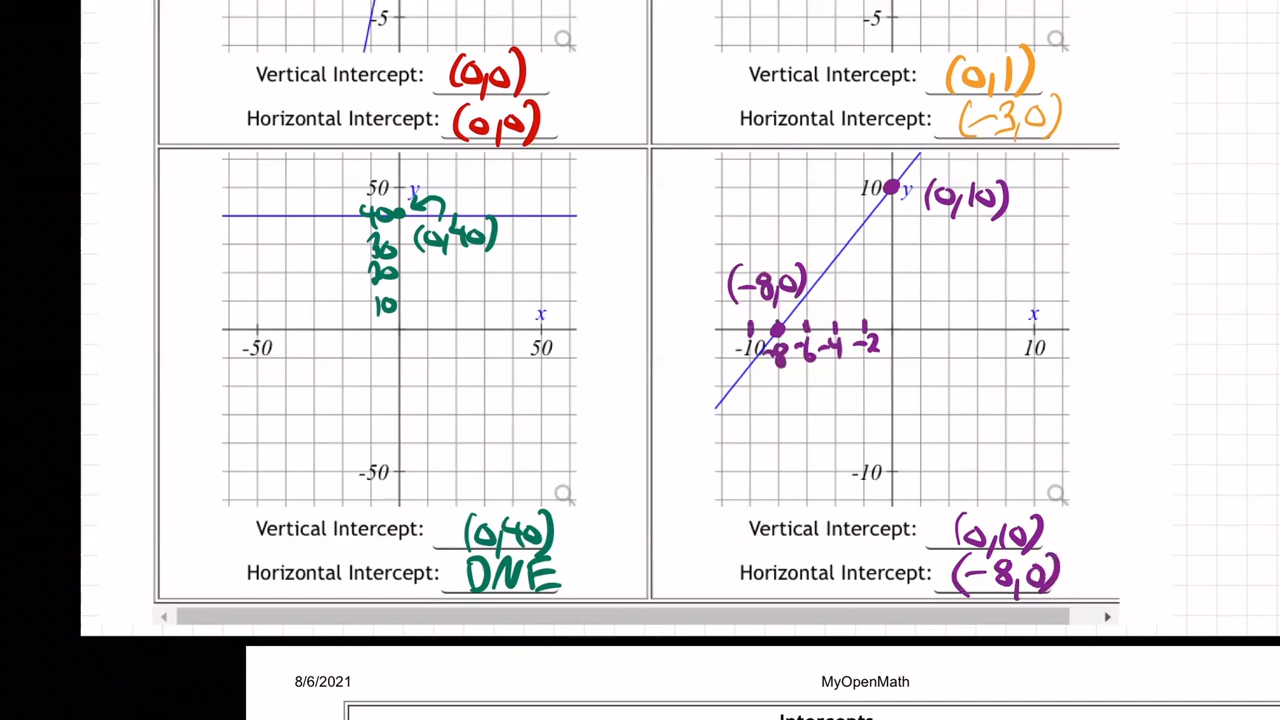 -5
-5
Vertical Intercept: (0,0)
Horizontal Intercept: (0,0)
Vertical Intercept: (0,1)
Horizontal Intercept: (-3,0)
50 y
40
(0,40)
30
20
10
x
-50 50
-50
Vertical Intercept: (0,40)
Horizontal Intercept: DNE
10 y (0,10)
(-8,0)
x
-10 -8 -6 -4 -2 10
-10
Vertical Intercept: (0,10)
Horizontal Intercept: (-8,0)
8/6/2021 MyOpenMath
Intercepts